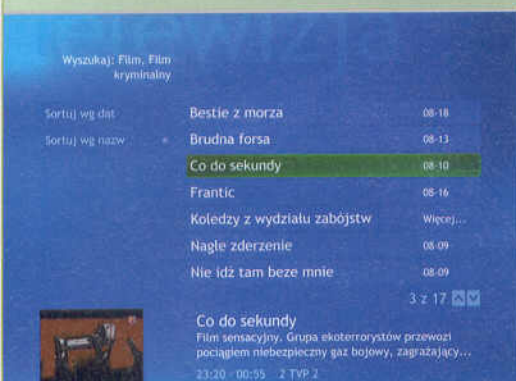 telewizja
Wyszukaj: Film, Film
kryminalny
Sortuj wg dat
Sortuj wg nazw
Bestie z morza 08-18
Brudna forsa 08-13
Co do sekundy 08-10
Frantic 08-16
Koledzy z wydziału zabójstw Więcej...
Nagłe zderzenie 08-09
Nie idź tam beze mnie 08-09
3 z 17
Co do sekundy
Film sensacyjny, Grupa ekoterrorystów przewozi
pociągiem niebezpieczny gaz bojowy, zagrażający...
23:20 - 00:55 2 TVP 2